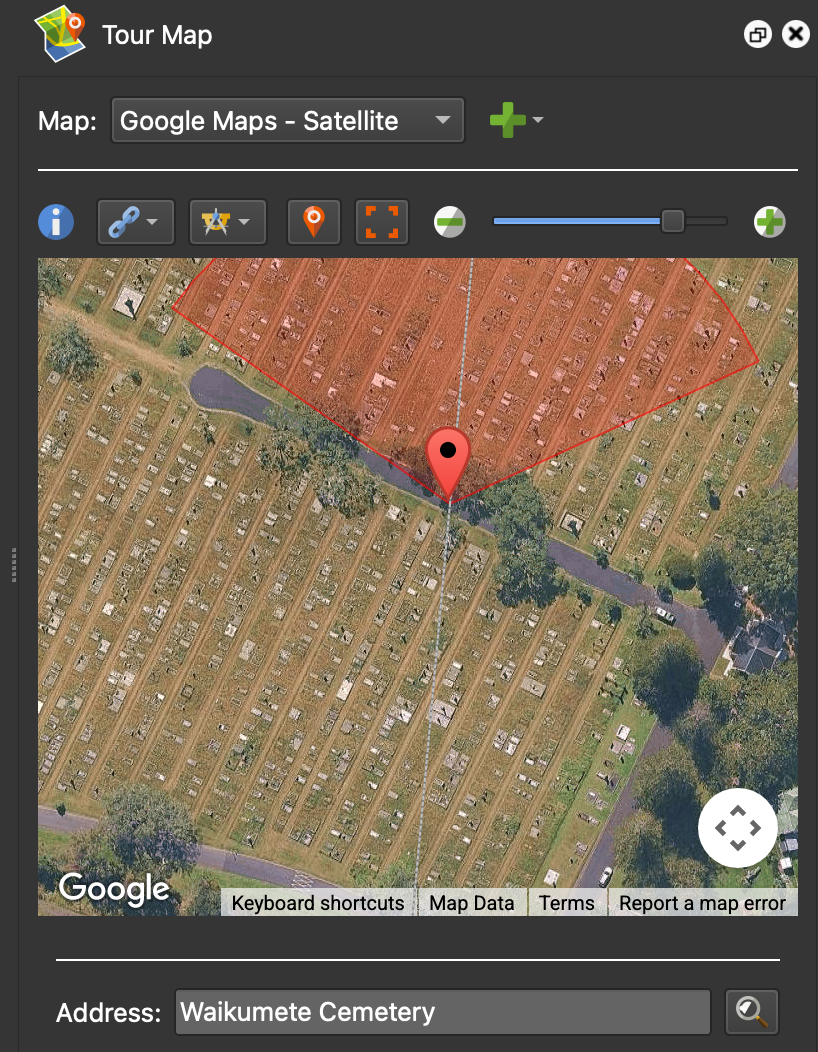 Tour Map
Map: Google Maps - Satellite
Google
Keyboard shortcuts Map Data Terms Report a map error
Address: Waikumete Cemetery